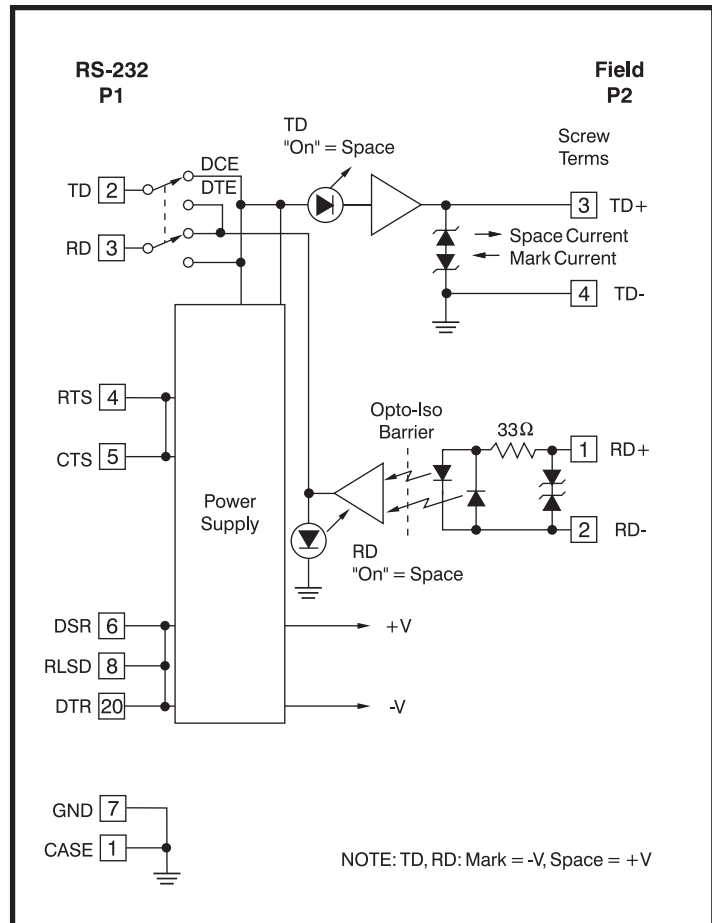 RS-232
P1
Field
P2
TD
"On" = Space
Screw
Terms
DCE
DTE
TD 2
3 TD+
Space Current
Mark Current
RD 3
4 TD-
RTS 4
CTS 5
Opto-Iso
Barrier
33Ω
1 RD+
2 RD-
Power
Supply
RD
"On" = Space
DSR 6
+V
RLSD 8
DTR 20
-V
GND 7
CASE 1
NOTE: TD, RD: Mark = -V, Space = +V